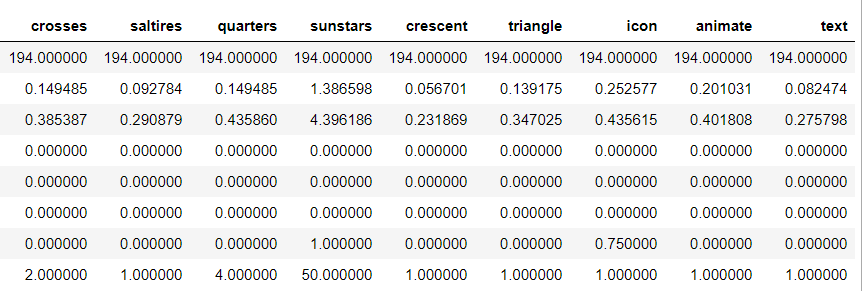 crosses saltires quarters sunstars crescent triangle icon animate text
194.000000 194.000000 194.000000 194.000000 194.000000 194.000000 194.000000 194.000000 194.000000
0.149485 0.092784 0.149485 1.386598 0.056701 0.139175 0.252577 0.201031 0.082474
0.385387 0.290879 0.435860 4.396186 0.231869 0.347025 0.435615 0.401808 0.275798
0.000000 0.000000 0.000000 0.000000 0.000000 0.000000 0.000000 0.000000 0.000000
0.000000 0.000000 0.000000 0.000000 0.000000 0.000000 0.000000 0.000000 0.000000
0.000000 0.000000 0.000000 0.000000 0.000000 0.000000 0.000000 0.000000 0.000000
0.000000 0.000000 0.000000 1.000000 0.000000 0.000000 0.750000 0.000000 0.000000
2.000000 1.000000 4.000000 50.000000 1.000000 1.000000 1.000000 1.000000 1.000000